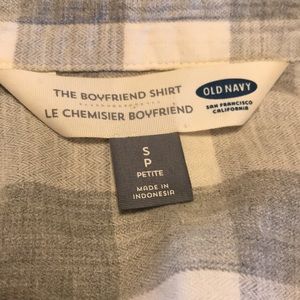 THE BOYFRIEND SHIRT
LE CHEMISIER BOYFRIEND
OLD NAVY
SAN FRANCISCO
CALIFORNIA
S
P
PETITE
MADE IN
INDONESIA